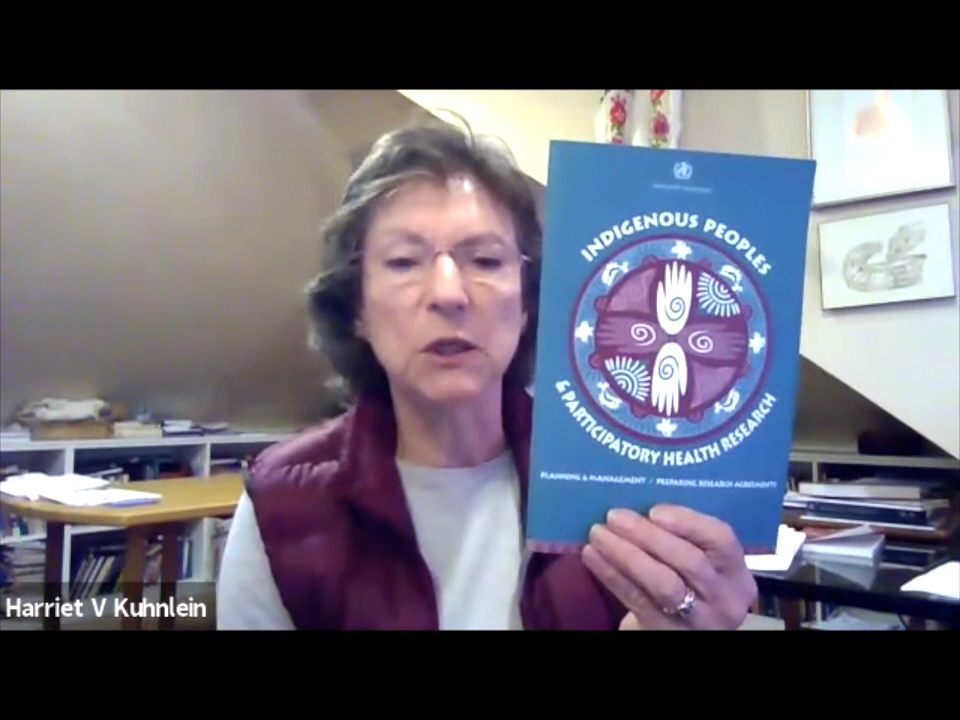 INDIGENOUS PEOPLES
& PARTICIPATORY HEALTH RESEARCH
PLANNING & MANAGEMENT / PREPARING RESEARCH AGREEMENTS
Harriet V Kuhnlein